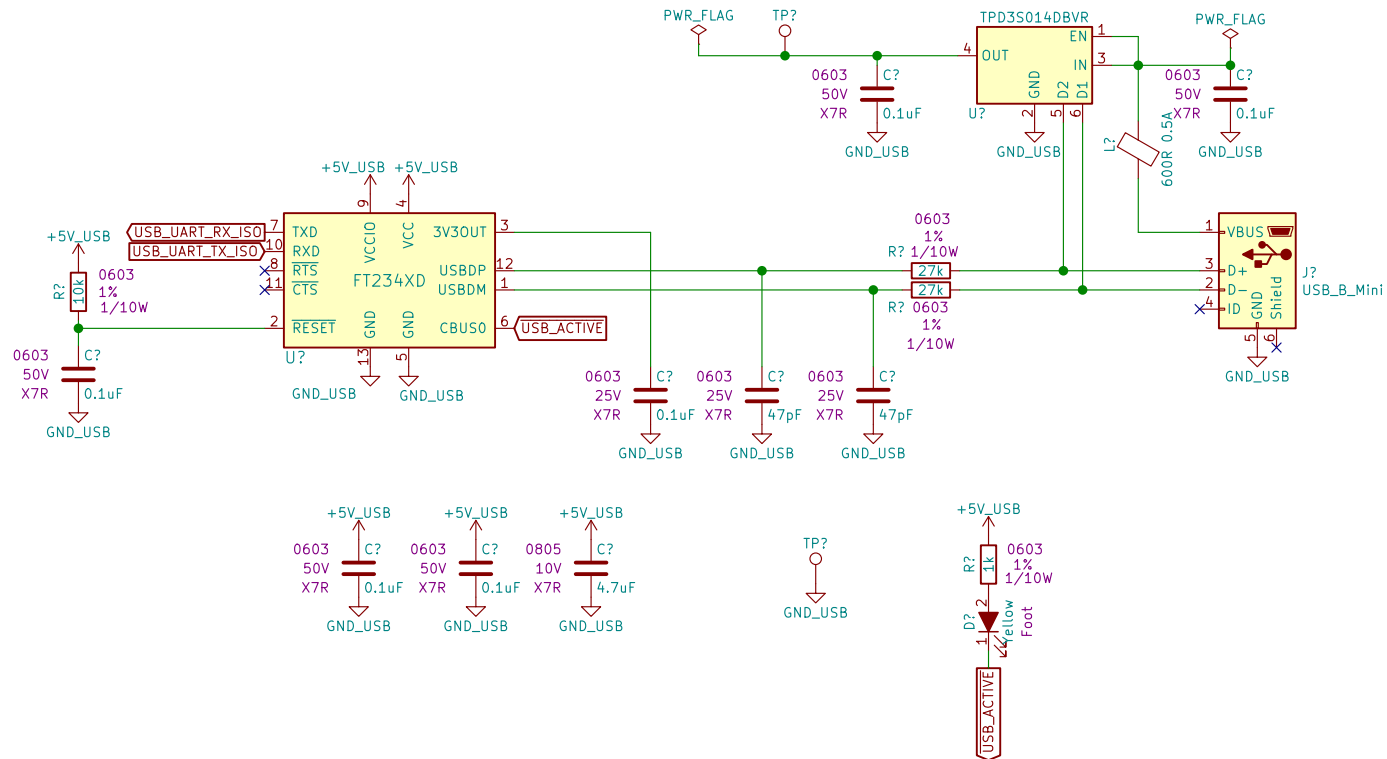 PWR_FLAG
TP?
TPD3S014DBVR
PWR_FLAG
4
OUT
EN
1
IN
3
GND
D2
D1
2
5
6
U?
0603
50V
X7R
C?
0.1uF
GND_USB
GND_USB
L?
600R 0.5A
0603
50V
X7R
C?
0.1uF
GND_USB
+5V_USB
+5V_USB
9
4
VCCIO
VCC
USB_UART_RX_ISO
7
TXD
USB_UART_TX_ISO
10
RXD
8
RTS
11
CTS
2
RESET
FT234XD
3V3OUT
3
USBDP
12
USBDM
1
CBUS0
6
USB_ACTIVE
GND
GND
13
5
U?
GND_USB
GND_USB
+5V_USB
R?
10k
0603
1%
1/10W
0603
50V
X7R
C?
0.1uF
GND_USB
0603
1%
R?
1/10W
27k
27k
R?
0603
1%
1/10W
1
VBUS
3
D+
2
D-
4
ID
GND
Shield
5
6
J?
USB_B_Mini
GND_USB
0603
25V
X7R
C?
0.1uF
GND_USB
0603
25V
X7R
C?
47pF
GND_USB
0603
25V
X7R
C?
47pF
GND_USB
+5V_USB
0603
50V
X7R
C?
0.1uF
GND_USB
+5V_USB
0603
50V
X7R
C?
0.1uF
GND_USB
+5V_USB
0805
10V
X7R
C?
4.7uF
GND_USB
TP?
GND_USB
+5V_USB
R?
1k
0603
1%
1/10W
2
D?
1
Yellow
Foot
USB_ACTIVE